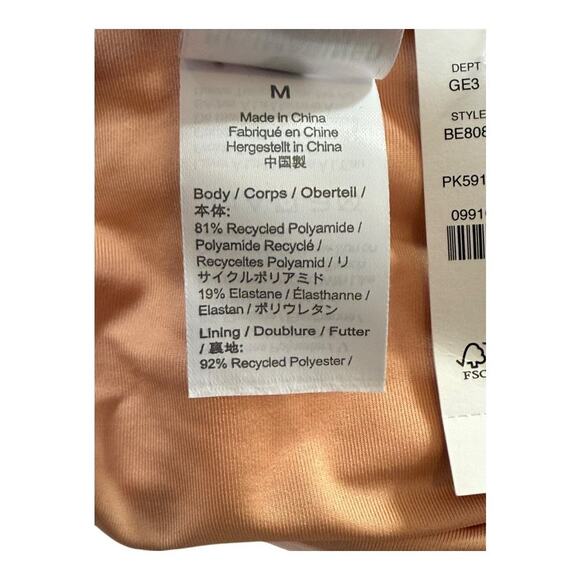 M
Made in China
Fabriqué en Chine
Hergestellt in China
中国製
Body / Corps / Oberteil /
本体:
81% Recycled Polyamide /
Polyamide Recyclé /
Recyceltes Polyamid / リ
サイクルポリアミド
19% Elastane / Élasthanne /
Elastan / ポリウレタン
Lining / Doublure / Futter
/ 裏地:
92% Recycled Polyester /
DEPT
GE3
STYLE
BE808
PK591
0991
FSC